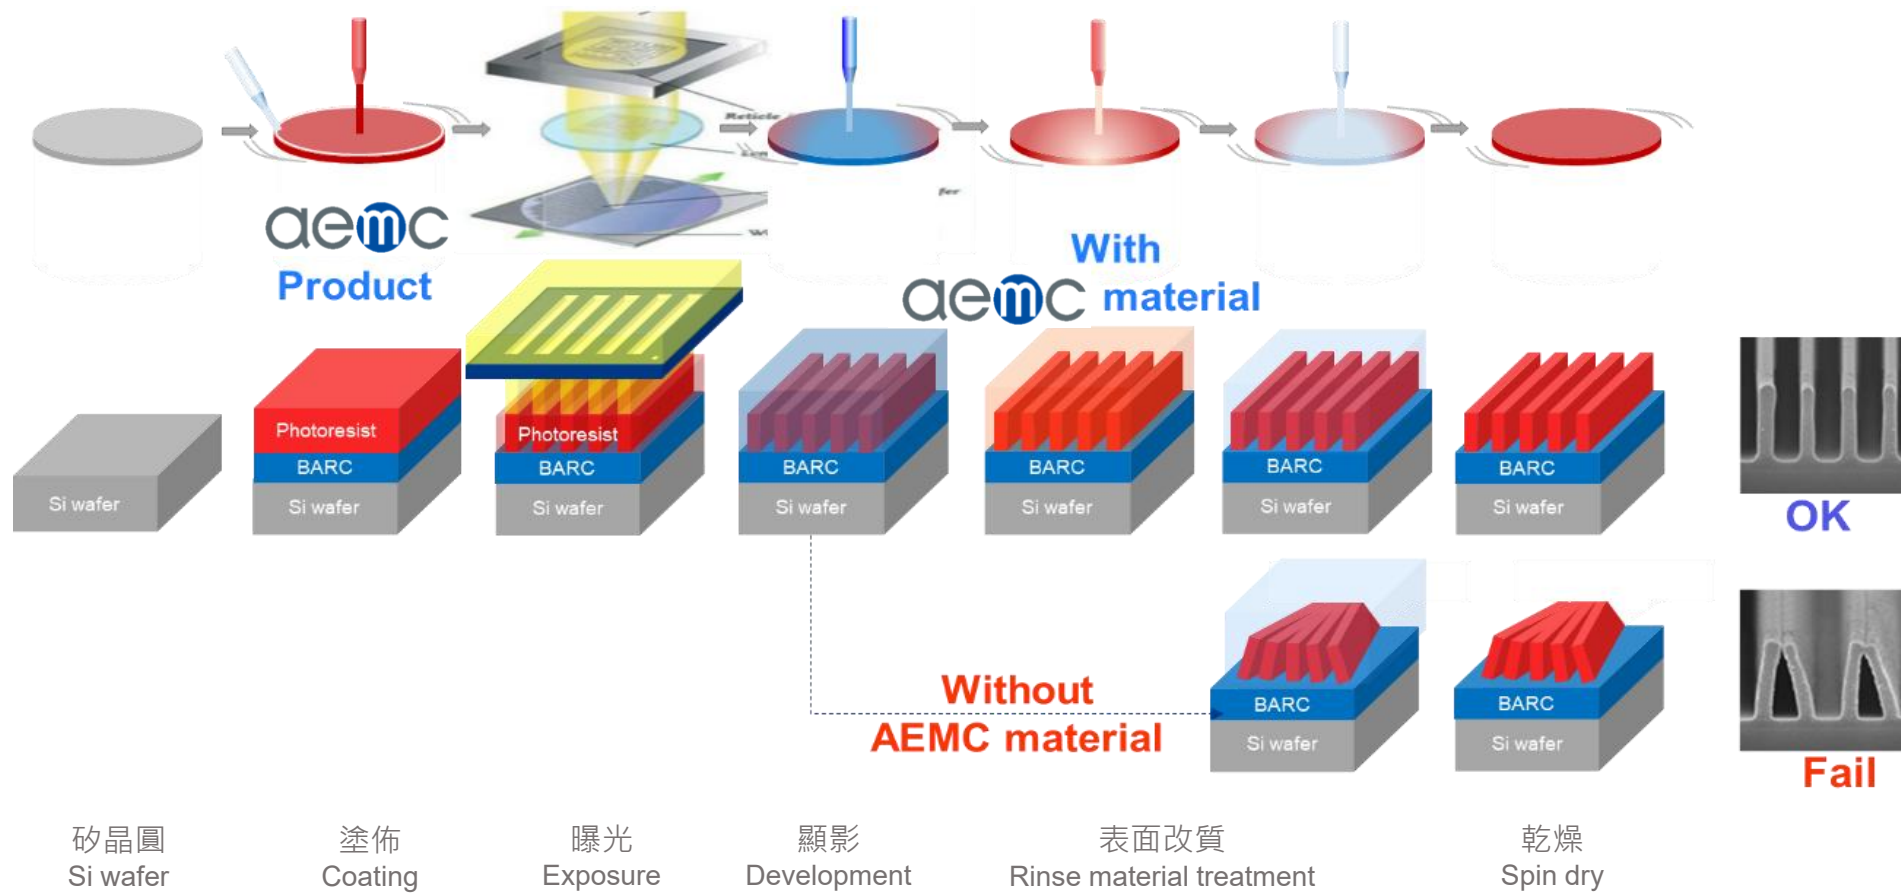 Reticle
aemc
Product
With
aemc material
Photoresist
BARC
Si wafer
Photoresist
BARC
Si wafer
BARC
Si wafer
BARC
Si wafer
BARC
Si wafer
BARC
Si wafer
Si wafer
OK
Without
AEMC material
BARC
Si wafer
BARC
Si wafer
Fail
矽晶圓
Si wafer
塗佈
Coating
曝光
Exposure
顯影
Development
表面改質
Rinse material treatment
乾燥
Spin dry